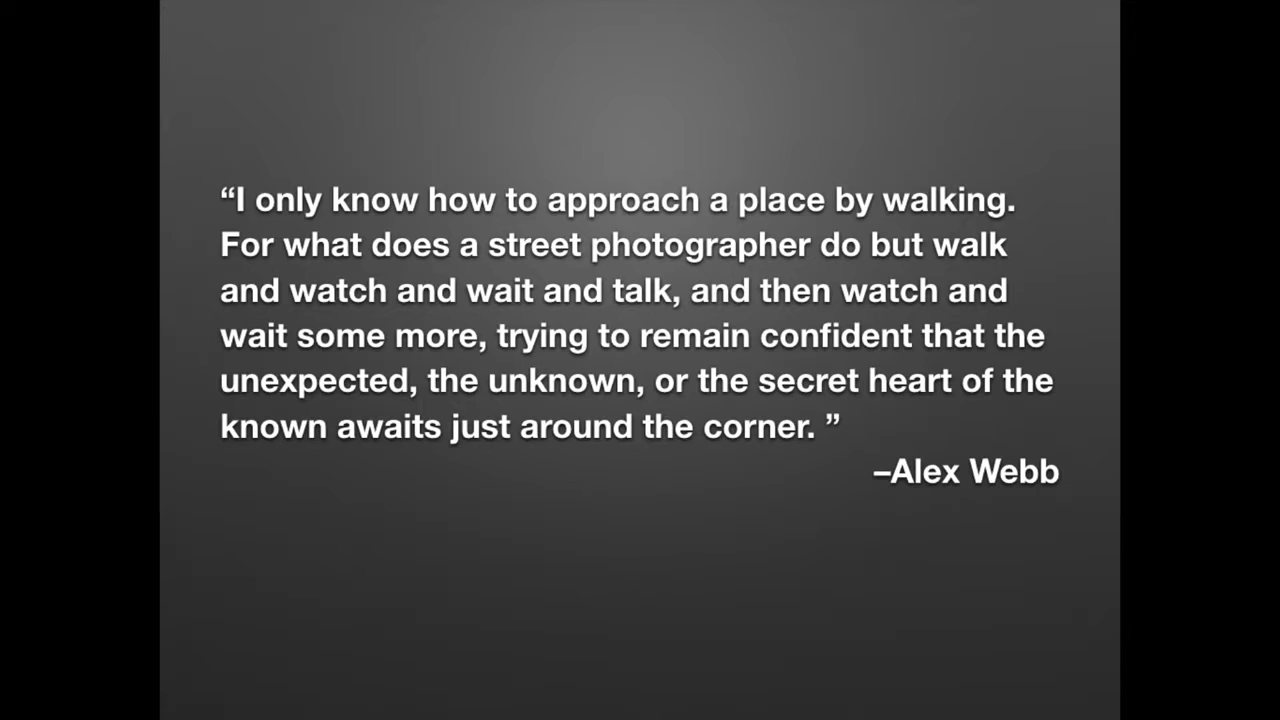 “I only know how to approach a place by walking.
For what does a street photographer do but walk
and watch and wait and talk, and then watch and
wait some more, trying to remain confident that the
unexpected, the unknown, or the secret heart of the
known awaits just around the corner. ”
–Alex Webb